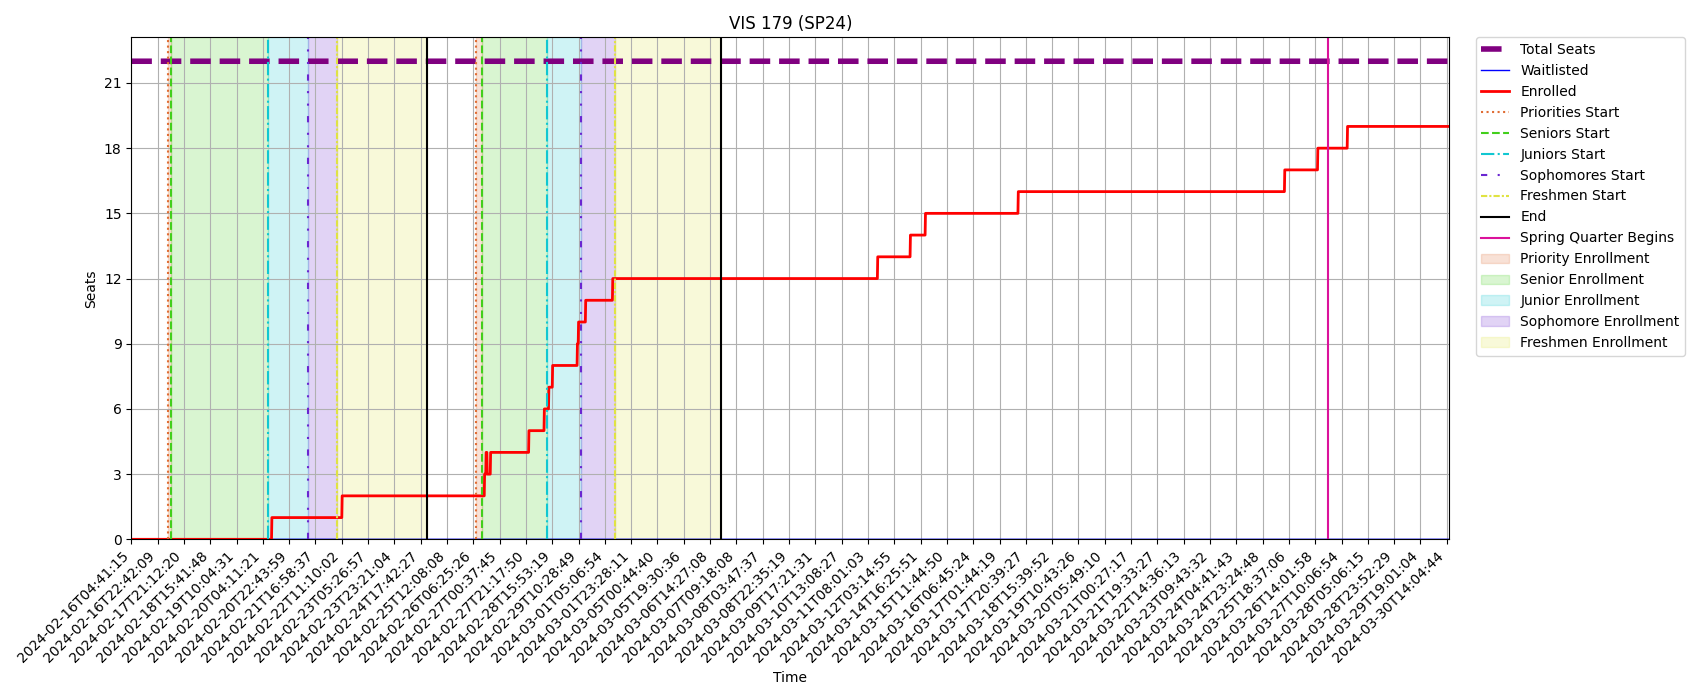 VIS 179 (SP24)
Seats
21
18
15
12
9
6
3
0
2024-02-16T04:41:15
2024-02-16T22:42:09
2024-02-17T21:12:20
2024-02-18T15:41:48
2024-02-19T10:04:31
2024-02-20T04:11:21
2024-02-20T22:43:59
2024-02-21T16:58:37
2024-02-22T11:10:02
2024-02-23T05:26:57
2024-02-23T23:21:04
2024-02-24T17:42:27
2024-02-25T12:08:08
2024-02-26T06:25:26
2024-02-27T00:37:45
2024-02-27T21:17:50
2024-02-28T15:53:19
2024-02-29T10:28:49
2024-03-01T05:06:54
2024-03-01T23:28:11
2024-03-05T00:44:40
2024-03-05T19:30:36
2024-03-06T14:27:08
2024-03-07T09:18:08
2024-03-08T03:47:37
2024-03-08T22:35:19
2024-03-09T17:21:31
2024-03-10T13:08:27
2024-03-11T08:01:03
2024-03-12T03:14:55
2024-03-14T16:25:51
2024-03-15T11:44:50
2024-03-16T06:45:24
2024-03-17T01:44:19
2024-03-17T20:39:27
2024-03-18T15:39:52
2024-03-19T10:43:26
2024-03-20T05:49:10
2024-03-21T00:27:17
2024-03-21T19:33:27
2024-03-22T14:36:13
2024-03-23T09:43:32
2024-03-24T04:41:43
2024-03-24T23:24:48
2024-03-25T18:37:06
2024-03-26T14:01:58
2024-03-27T10:06:54
2024-03-28T05:06:15
2024-03-28T23:52:29
2024-03-29T19:01:04
2024-03-30T14:04:44
Time
Total Seats
Waitlisted
Enrolled
Priorities Start
Seniors Start
Juniors Start
Sophomores Start
Freshmen Start
End
Spring Quarter Begins
Priority Enrollment
Senior Enrollment
Junior Enrollment
Sophomore Enrollment
Freshmen Enrollment